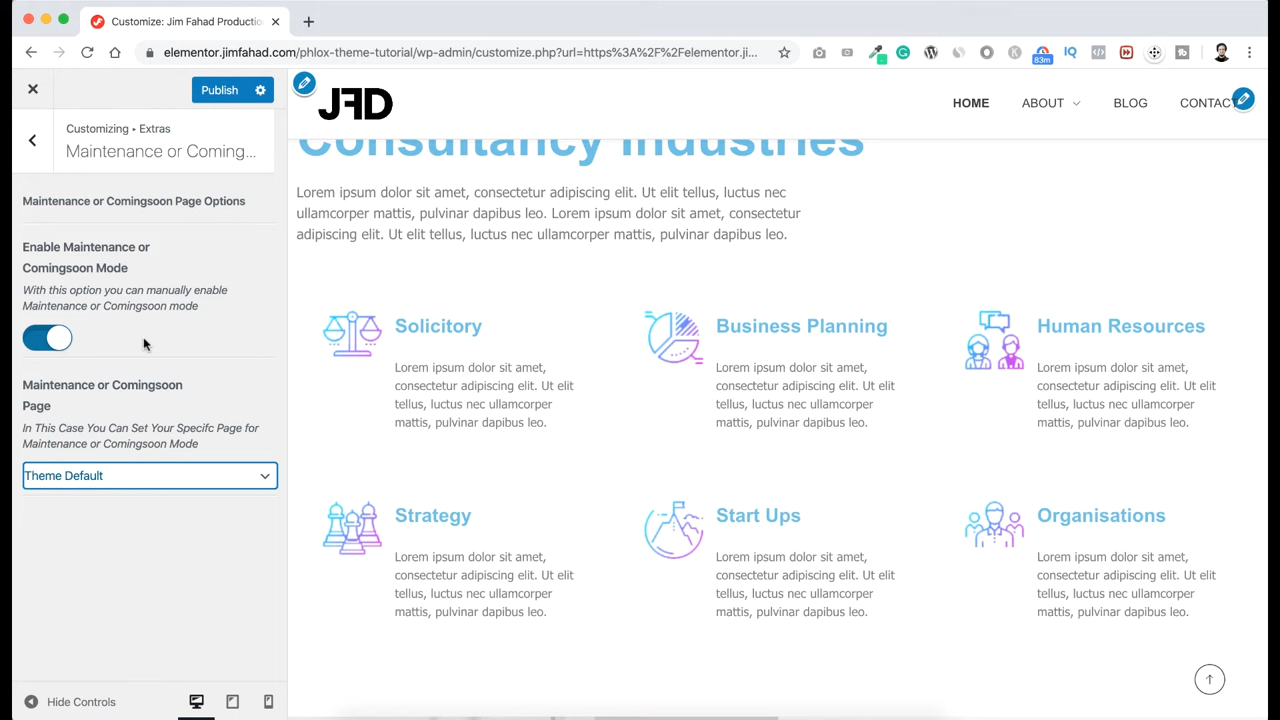 Customize: Jim Fahad Productio
elementor.jimfahad.com/phlox-theme-tutorial/wp-admin/customize.php?url=https%3A%2F%2Felementor.ji...
83m
IQ
Publish
Customizing ▸ Extras
Maintenance or Coming...
Maintenance or Comingsoon Page Options
Enable Maintenance or
Comingsoon Mode
With this option you can manually enable
Maintenance or Comingsoon mode
Maintenance or Comingsoon
Page
In This Case You Can Set Your Specifc Page for
Maintenance or Comingsoon Mode
Theme Default
Hide Controls
JFD
HOME ABOUT BLOG CONTACT
Consultancy Industries
Lorem ipsum dolor sit amet, consectetur adipiscing elit. Ut elit tellus, luctus nec
ullamcorper mattis, pulvinar dapibus leo. Lorem ipsum dolor sit amet, consectetur
adipiscing elit. Ut elit tellus, luctus nec ullamcorper mattis, pulvinar dapibus leo.
Solicitory
Lorem ipsum dolor sit amet,
consectetur adipiscing elit. Ut elit
tellus, luctus nec ullamcorper
mattis, pulvinar dapibus leo.
Business Planning
Lorem ipsum dolor sit amet,
consectetur adipiscing elit. Ut elit
tellus, luctus nec ullamcorper
mattis, pulvinar dapibus leo.
Human Resources
Lorem ipsum dolor sit amet,
consectetur adipiscing elit. Ut elit
tellus, luctus nec ullamcorper
mattis, pulvinar dapibus leo.
Strategy
Lorem ipsum dolor sit amet,
consectetur adipiscing elit. Ut elit
tellus, luctus nec ullamcorper
mattis, pulvinar dapibus leo.
Start Ups
Lorem ipsum dolor sit amet,
consectetur adipiscing elit. Ut elit
tellus, luctus nec ullamcorper
mattis, pulvinar dapibus leo.
Organisations
Lorem ipsum dolor sit amet,
consectetur adipiscing elit. Ut elit
tellus, luctus nec ullamcorper
mattis, pulvinar dapibus leo.